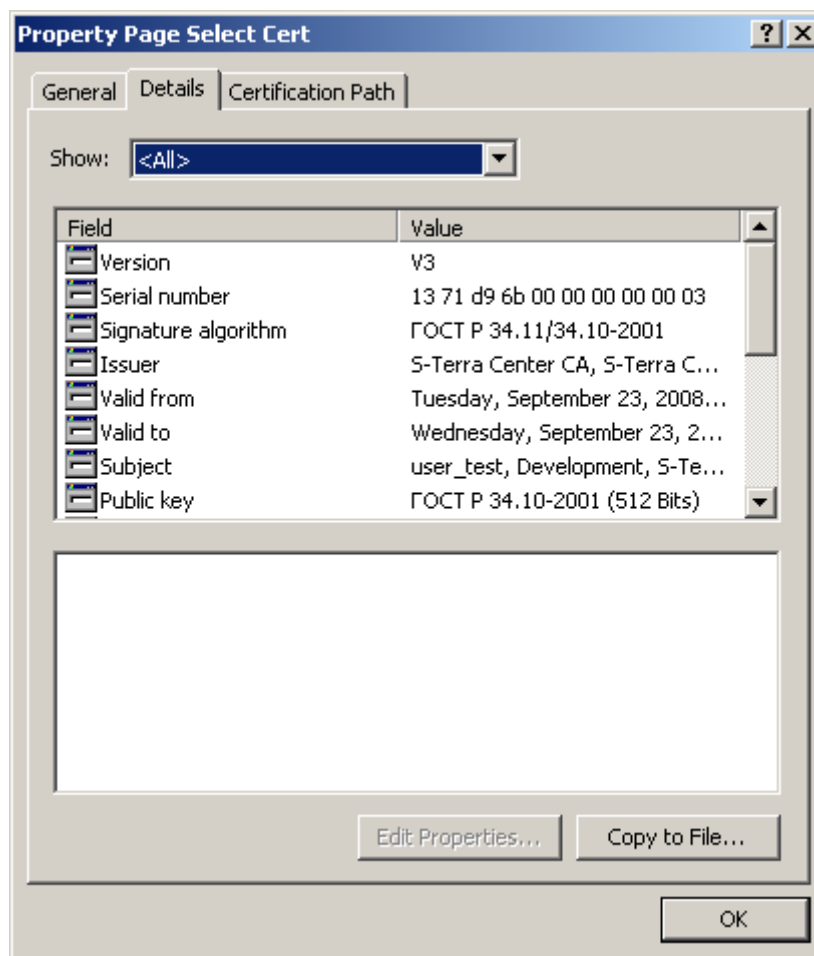 Property Page Select Cert
General Details Certification Path
Show: <All>
Field Value
Version V3
Serial number 13 71 d9 6b 00 00 00 00 00 03
Signature algorithm ГОСТ Р 34.11/34.10-2001
Issuer S-Terra Center CA, S-Terra C...
Valid from Tuesday, September 23, 2008...
Valid to Wednesday, September 23, 2...
Subject user_test, Development, S-Te...
Public key ГОСТ Р 34.10-2001 (512 Bits)
Edit Properties... Copy to File...
OK